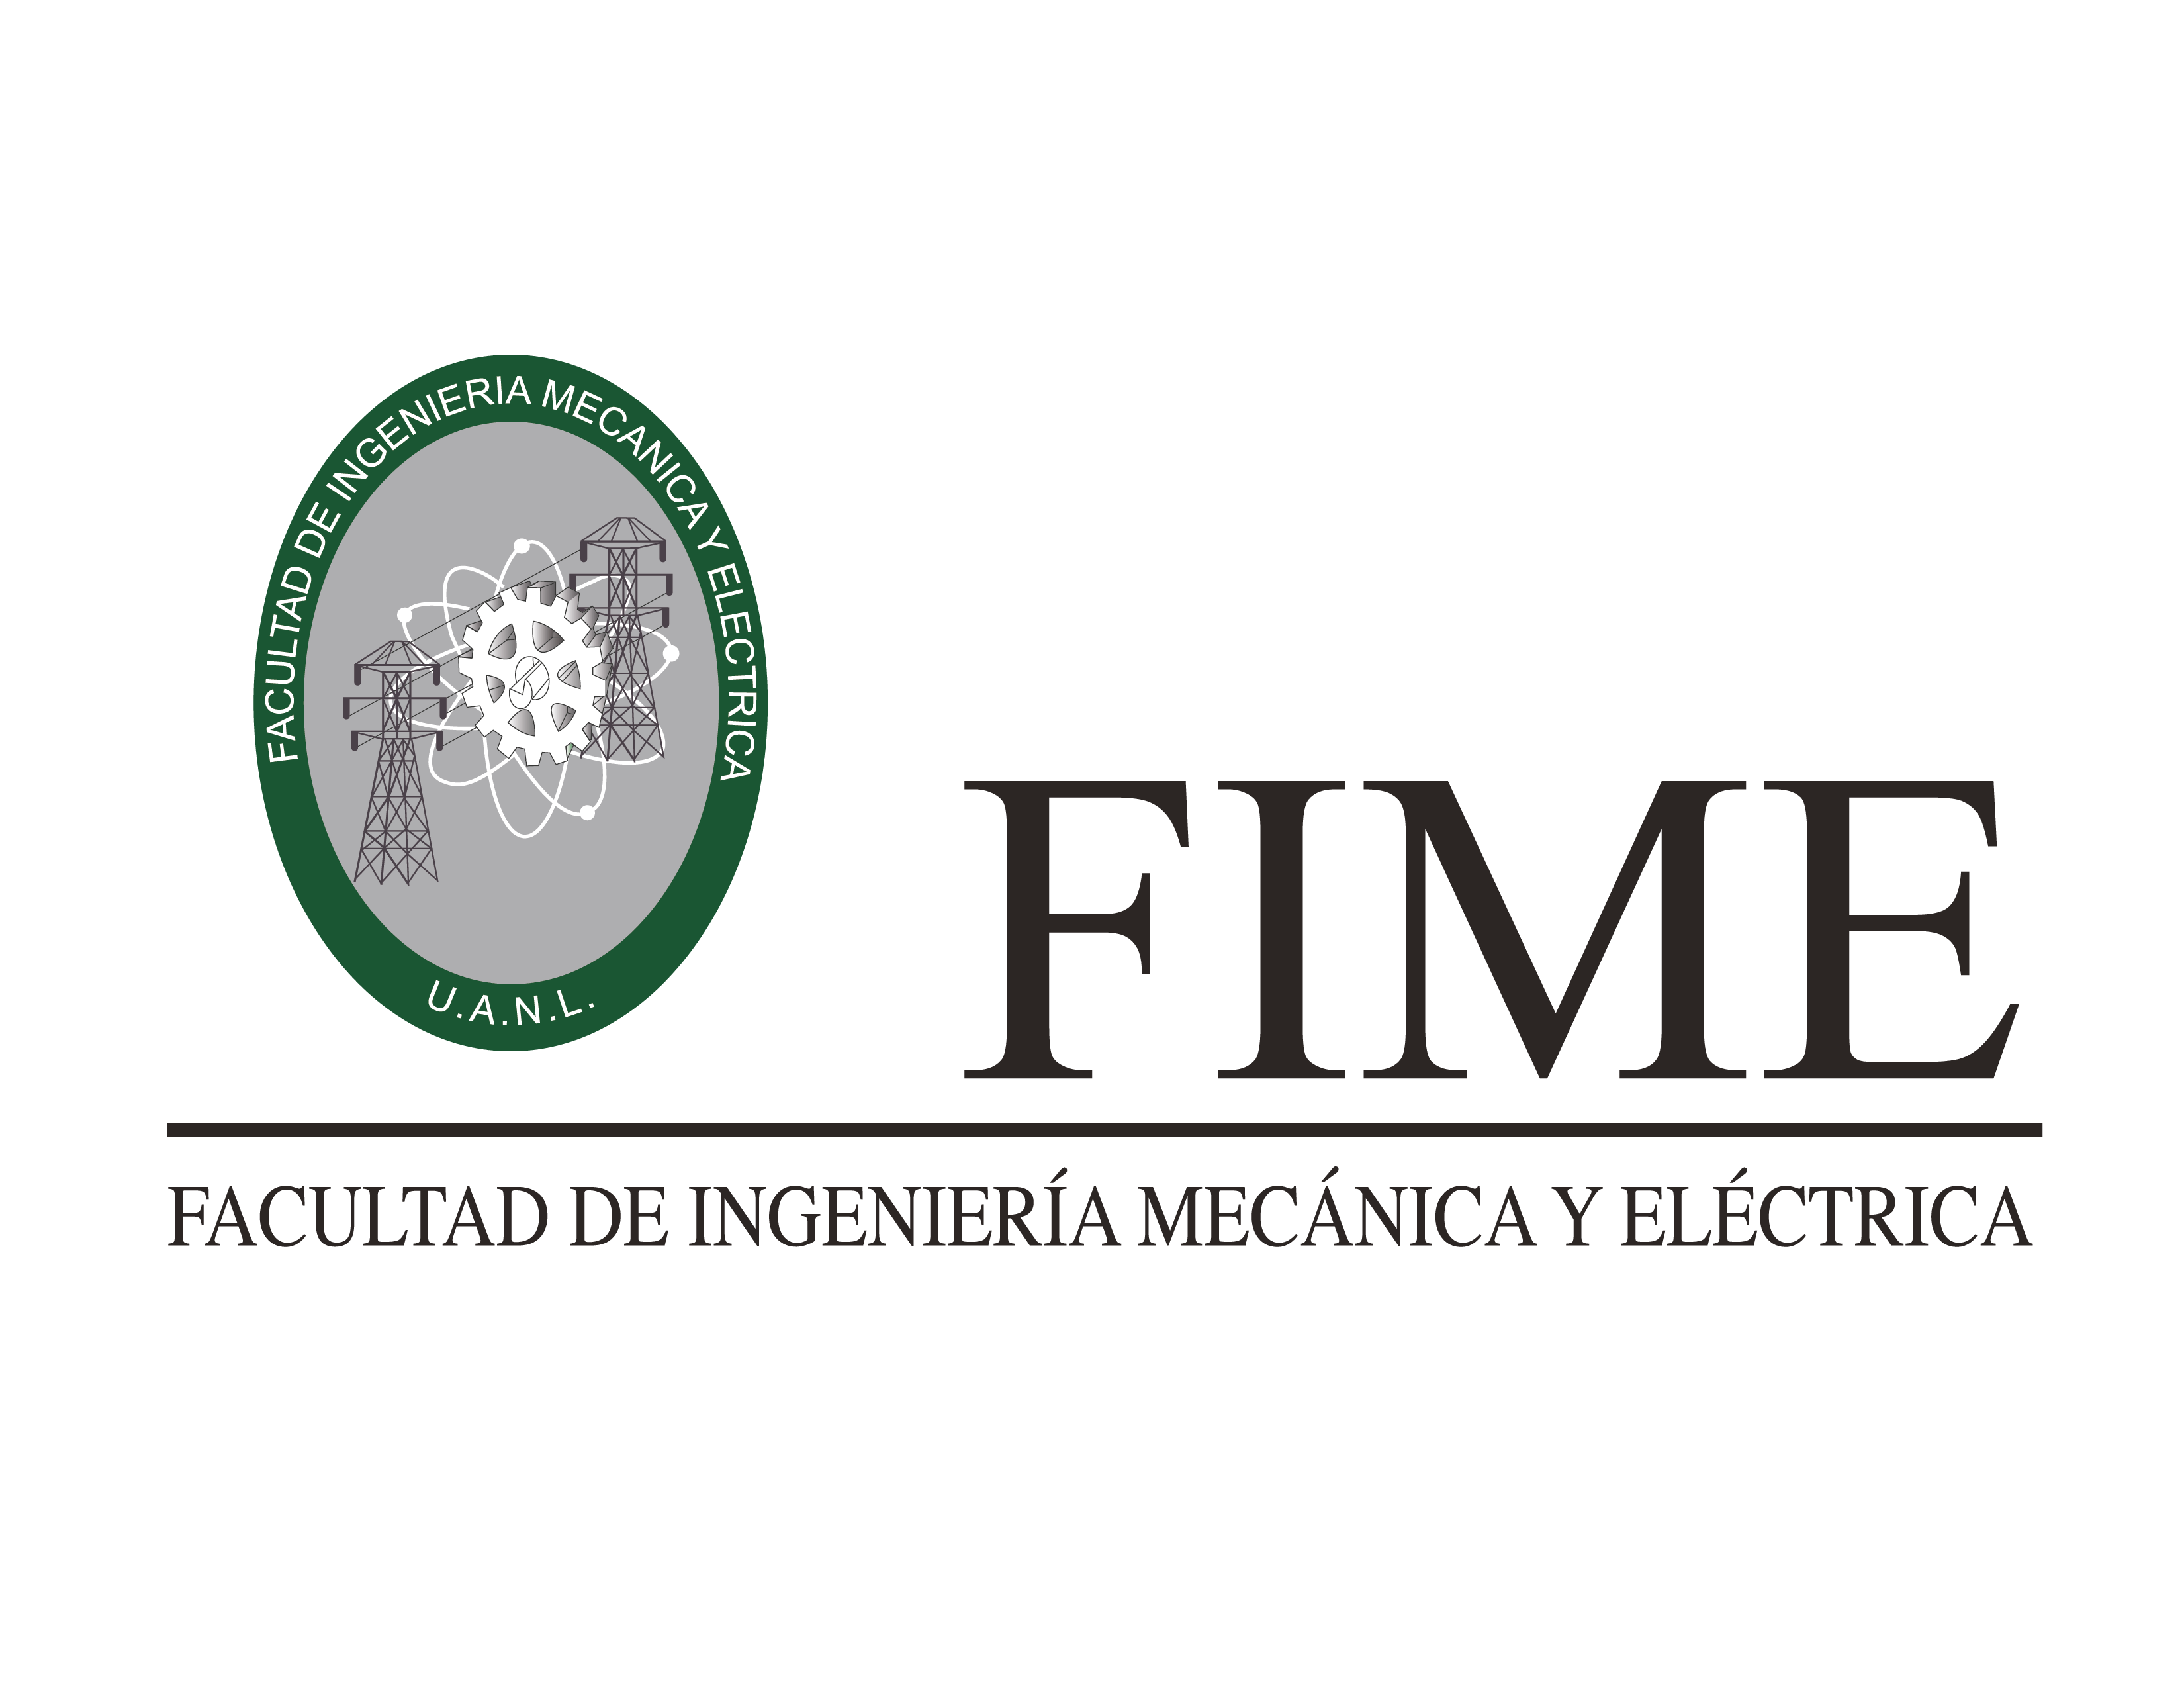 FACULTAD DE INGENIERIA MECANICA Y ELECTRICA
U.A.N.L.
FIME
FACULTAD DE INGENIERÍA MECÁNICA Y ELÉCTRICA